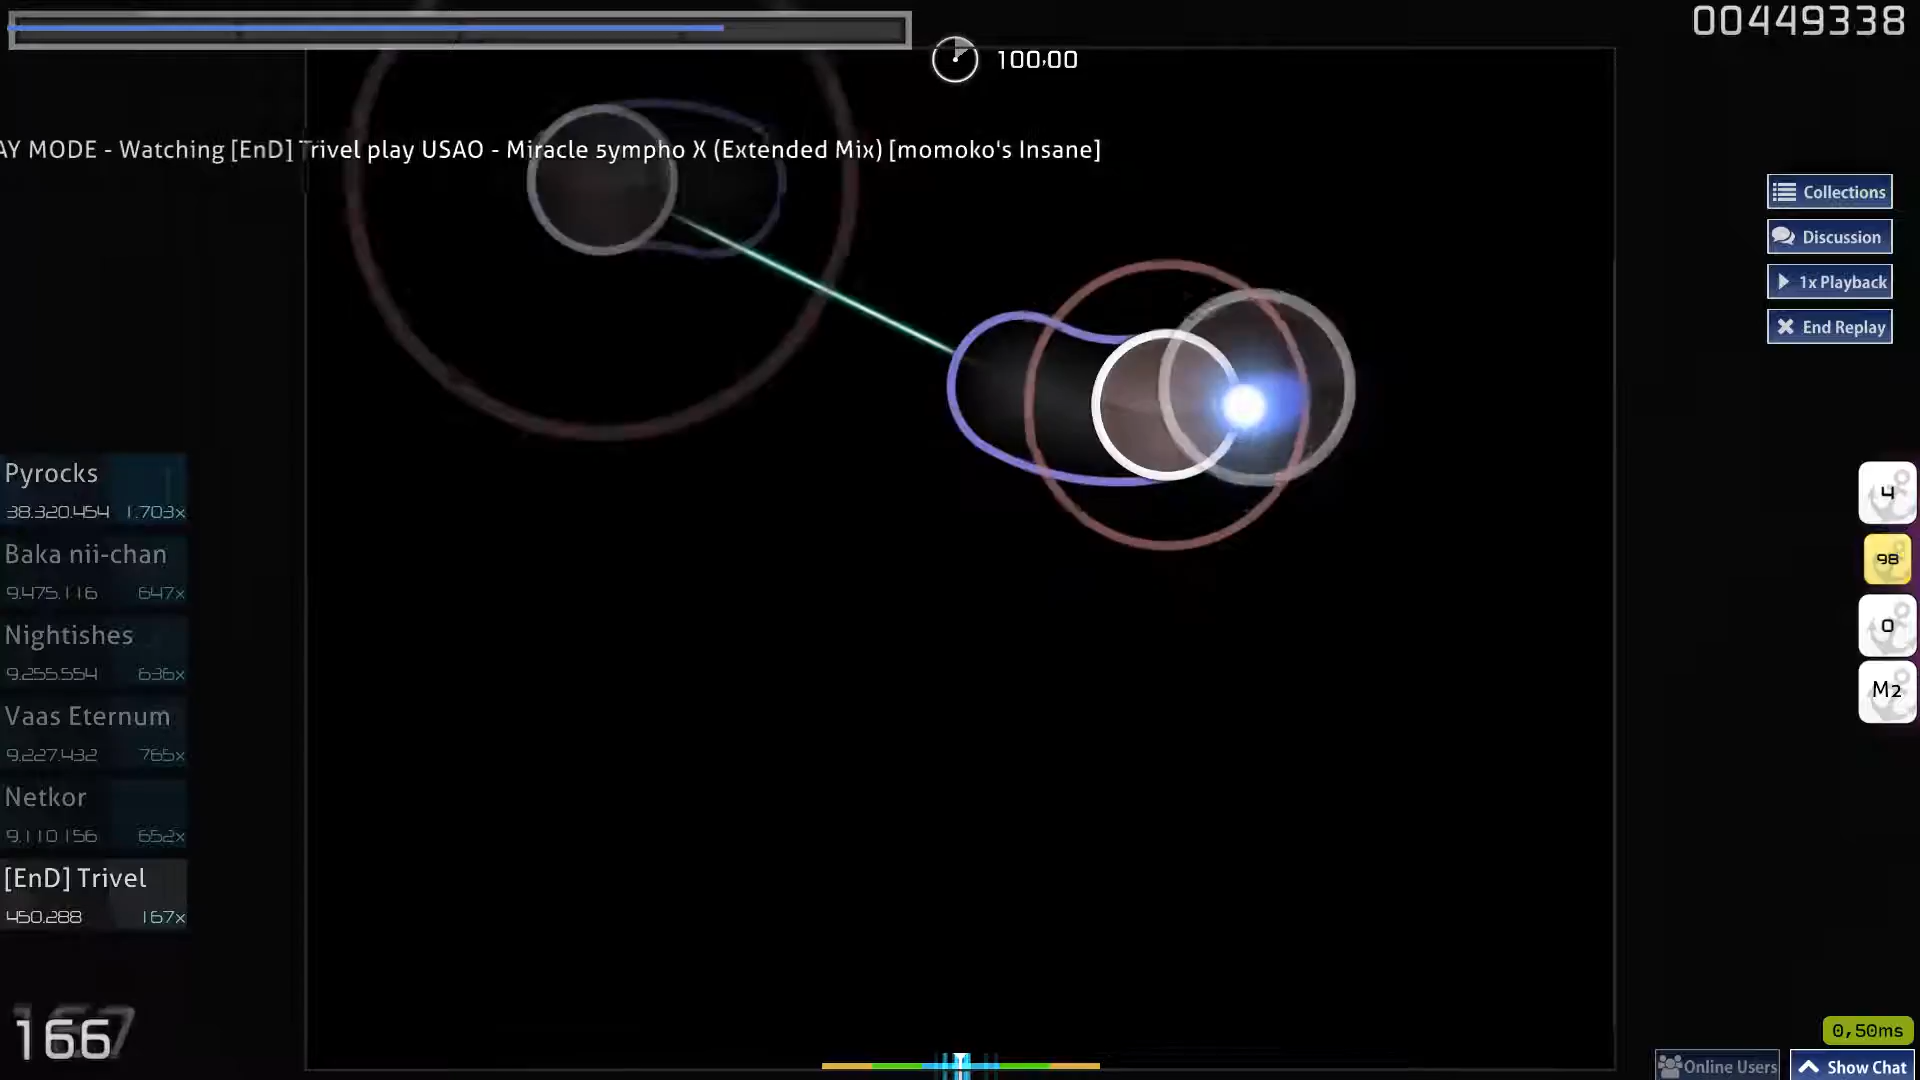 00449338
100,00
AY MODE - Watching [EnD] Trivel play USAO - Miracle 5ympho X (Extended Mix) [momoko's Insane]
Collections
Discussion
1x Playback
End Replay
Pyrocks
38.320.454 1.703x
Baka nii-chan
9.475.116 647x
Nightishes
9.255.554 636x
Vaas Eternum
9.227.432 765x
Netkor
9.110.156 652x
[EnD] Trivel
450.288 167x
4
98
0
M2
167
166
0,50ms
Online Users
Show Chat